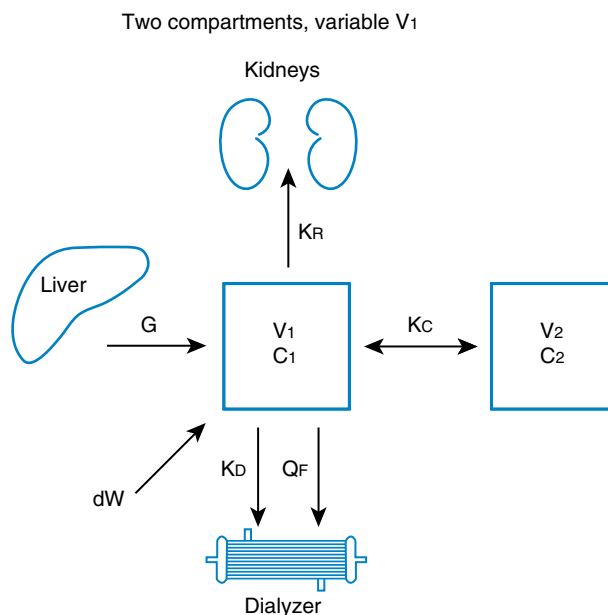 Two compartments, variable V1
Kidneys
KR
Liver
G
V1
C1
KC
V2
C2
dW
KD
QF
Dialyzer